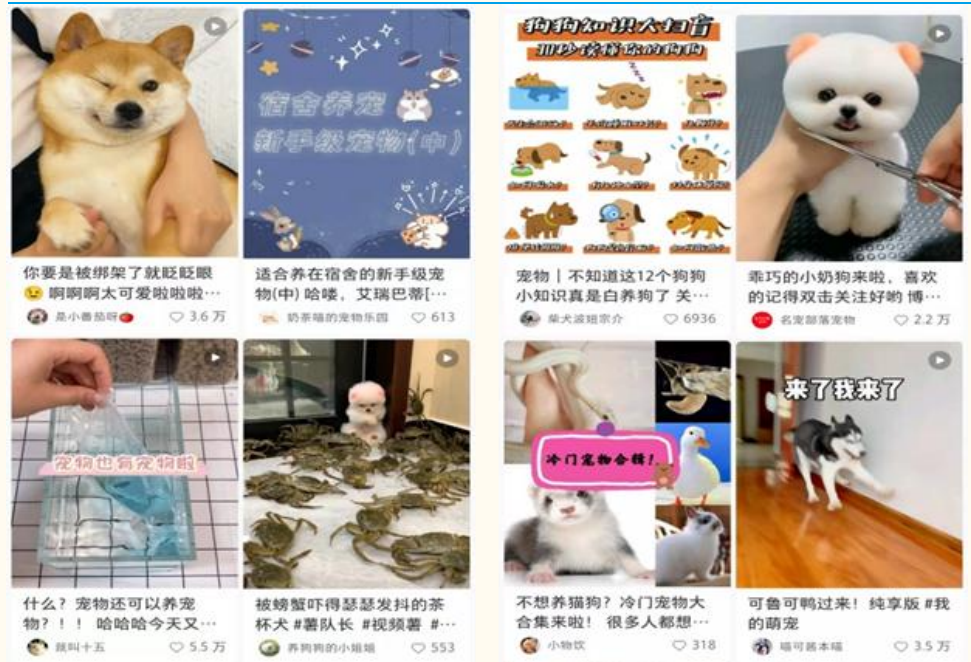 宿舍养宠
新手级宠物(中)
你要是被绑架了就眨眨眼
😉 啊啊啊太可爱啦啦啦…
是小番茄呀🍅
3.6 万
适合养在宿舍的新手级宠
物(中) 哈喽，艾瑞巴蒂[…
奶茶喵的宠物乐园
613
狗狗知识大扫盲
30秒读懂你的狗狗
宠物｜不知道这12个狗狗
小知识真是白养狗了 关…
柴犬波妞宗介
6936
乖巧的小奶狗来啦，喜欢
的记得双击关注好哟 博…
名宠部落宠物
2.2 万
宠物也有宠物啦
什么？宠物还可以养宠
物？！！ 哈哈哈今天又…
就叫十五
5.5 万
被螃蟹吓得瑟瑟发抖的茶
杯犬 #薯队长 #视频薯 #…
养狗狗的小姐姐
553
冷门宠物合辑!
不想养猫狗？冷门宠物大
合集来啦！ 很多人都想…
小物饮
318
来了我来了
可鲁可鸭过来！纯享版 #我
的萌宠
喵可酱本喵
3.5 万